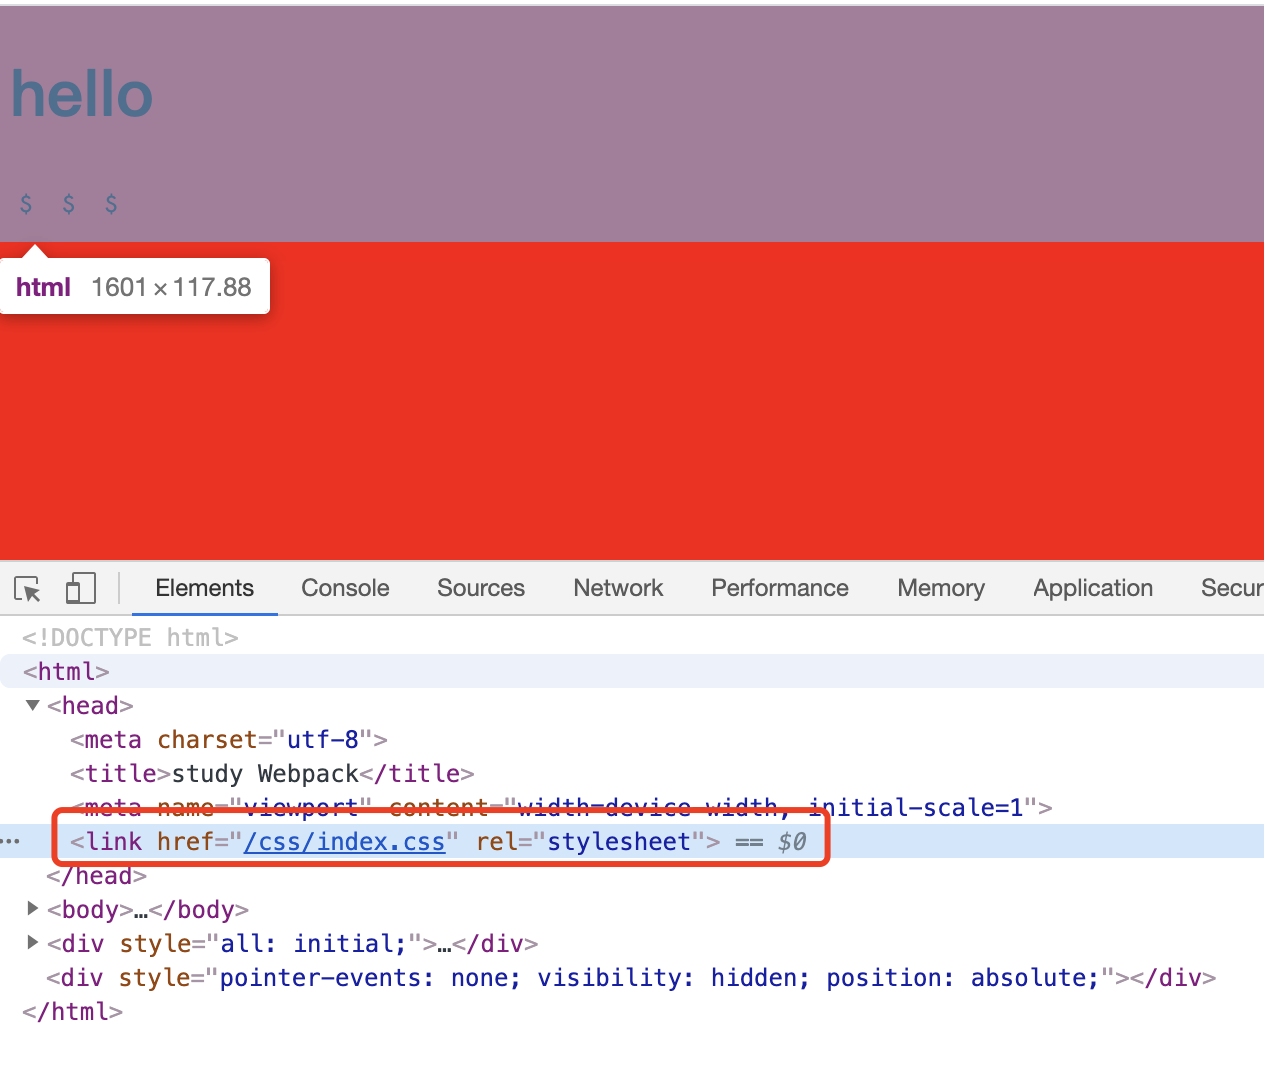 hello
$ $ $
html 1601 × 117.88
Elements Console Sources Network Performance Memory Application Secur
<!DOCTYPE html>
<html>
<head>
<meta charset="utf-8">
<title>study Webpack</title>
<meta name="viewport" content="width=device-width, initial-scale=1">
<link href="/css/index.css" rel="stylesheet"> == $0
</head>
<body>…</body>
<div style="all: initial;">…</div>
<div style="pointer-events: none; visibility: hidden; position: absolute;"></div>
</html>